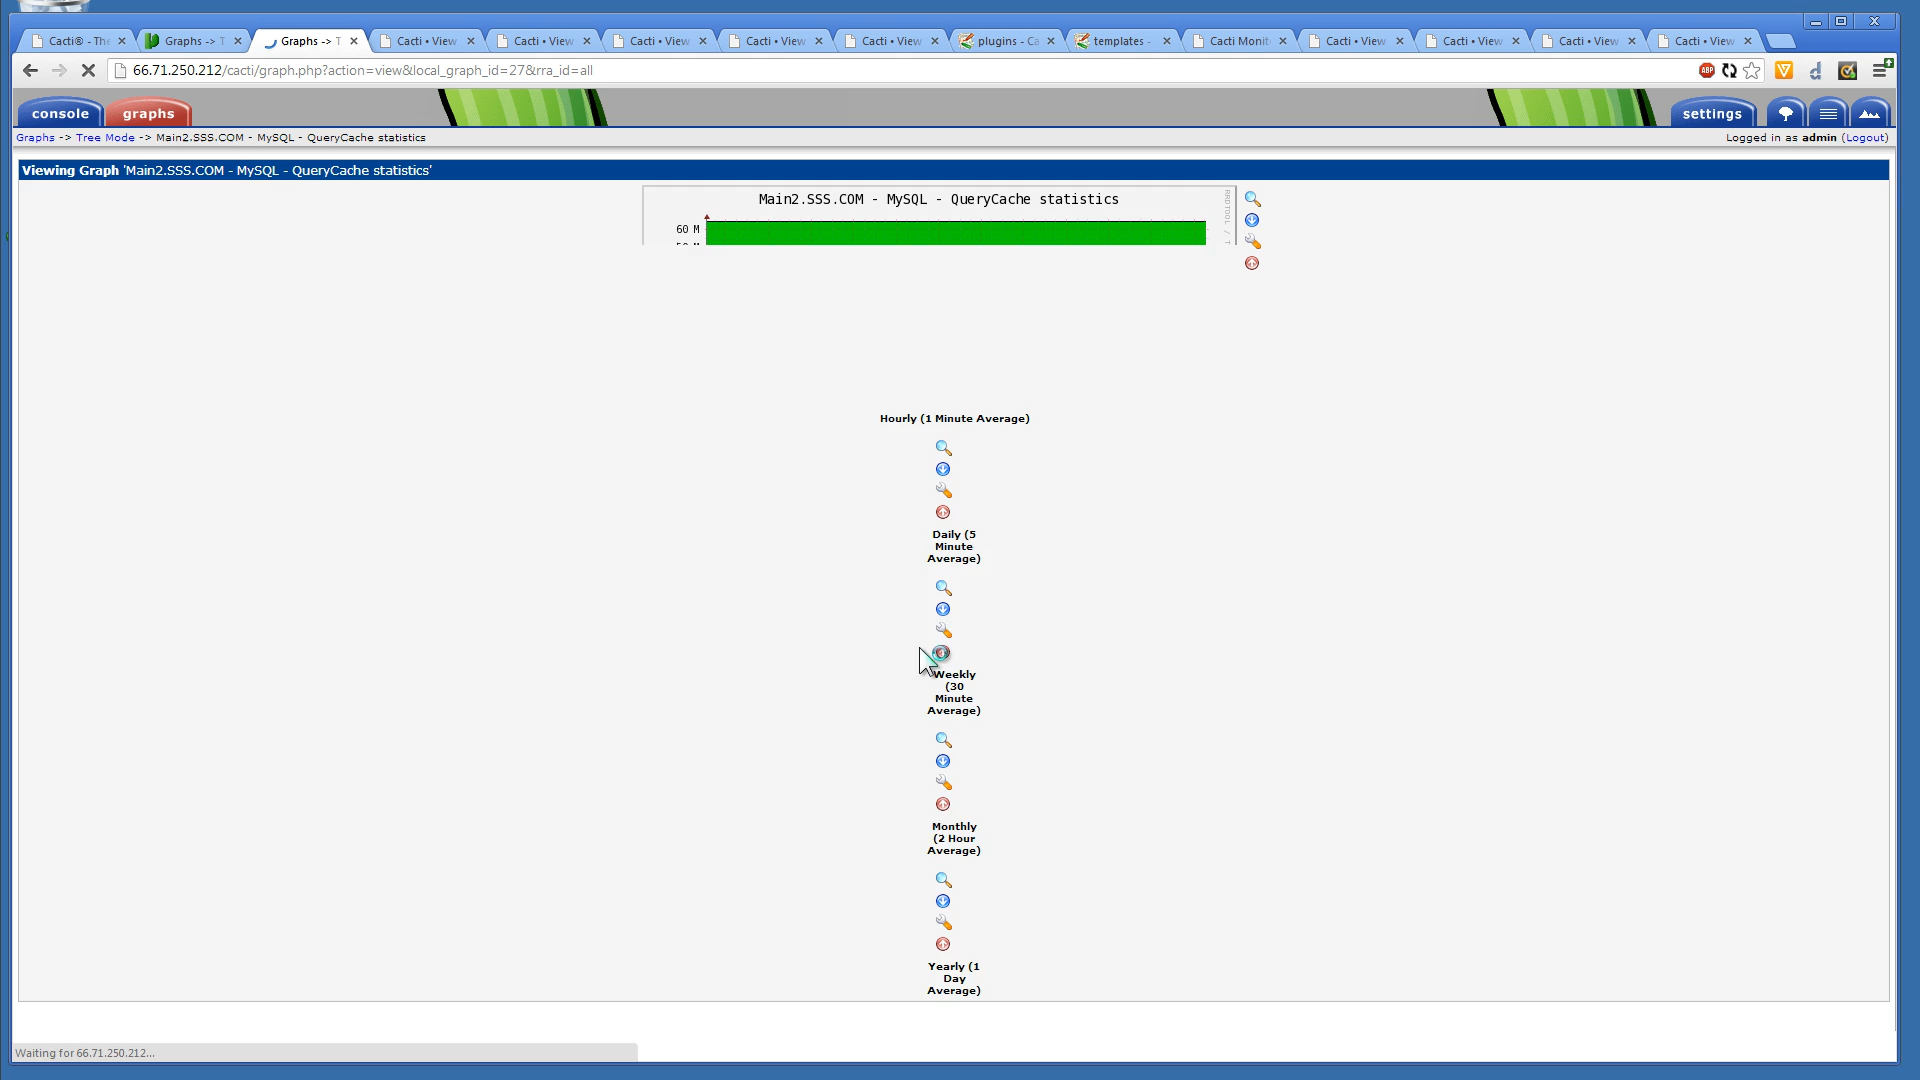 Cacti® - The
Graphs -> T
Graphs -> T
Cacti • View
Cacti • View
Cacti • View
Cacti • View
Cacti • View
plugins - Ca
templates -
Cacti Monit
Cacti • View
Cacti • View
Cacti • View
Cacti • View
66.71.250.212/cacti/graph.php?action=view&local_graph_id=27&rra_id=all
ABP
console
graphs
settings
Graphs -> Tree Mode -> Main2.SSS.COM - MySQL - QueryCache statistics
Logged in as admin (Logout)
Viewing Graph 'Main2.SSS.COM - MySQL - QueryCache statistics'
Main2.SSS.COM - MySQL - QueryCache statistics
RRDTOOL / T
60 M
Hourly (1 Minute Average)
Daily (5
Minute
Average)
Weekly
(30
Minute
Average)
Monthly
(2 Hour
Average)
Yearly (1
Day
Average)
Waiting for 66.71.250.212...